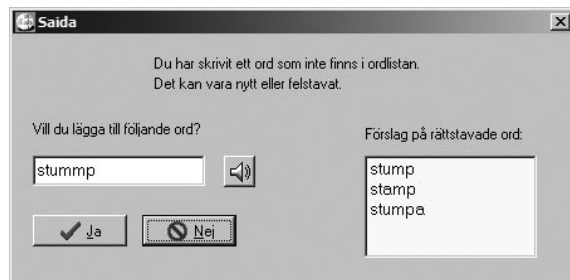 Saida
Du har skrivit ett ord som inte finns i ordlistan.
Det kan vara nytt eller felstavat.
Vill du lägga till följande ord?
stummp
Ja
Nej
Förslag på rättstavade ord:
stump
stamp
stumpa